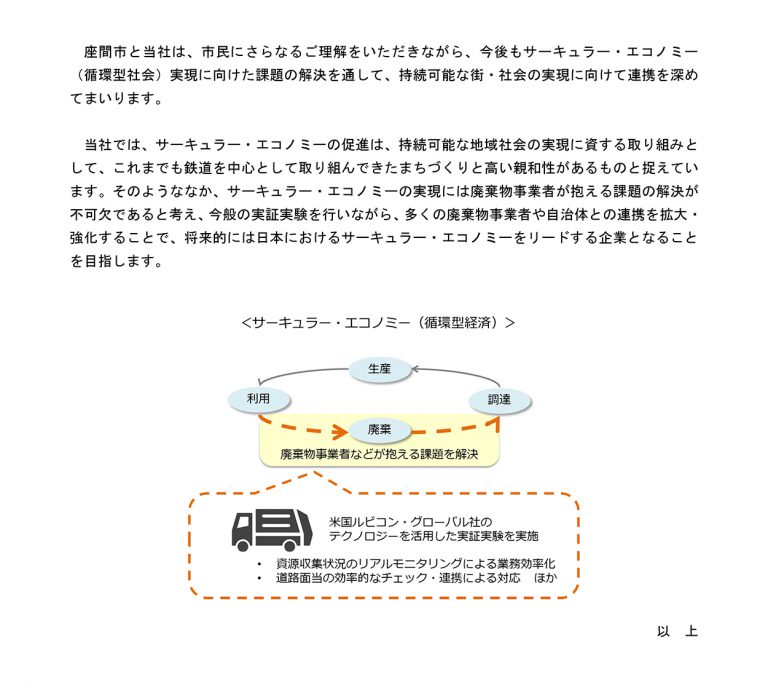 座間市と当社は、市民にさらなるご理解をいただきながら、今後もサーキュラー・エコノミー
（循環型社会）実現に向けた課題の解決を通して、持続可能な街・社会の実現に向けて連携を深め
てまいります。
当社では、サーキュラー・エコノミーの促進は、持続可能な地域社会の実現に資する取り組みと
して、これまでも鉄道を中心として取り組んできたまちづくりと高い親和性があるものと捉えてい
ます。そのようななか、サーキュラー・エコノミーの実現には廃棄物事業者が抱える課題の解決が
不可欠であると考え、今般の実証実験を行いながら、多くの廃棄物事業者や自治体との連携を拡大・
強化することで、将来的には日本におけるサーキュラー・エコノミーをリードする企業となること
を目指します。
＜サーキュラー・エコノミー（循環型経済）＞
生産
利用
調達
廃棄
廃棄物事業者などが抱える課題を解決
米国ルビコン・グローバル社の
テクノロジーを活用した実証実験を実施
• 資源収集状況のリアルモニタリングによる業務効率化
• 道路面当の効率的なチェック・連携による対応　ほか
以　上